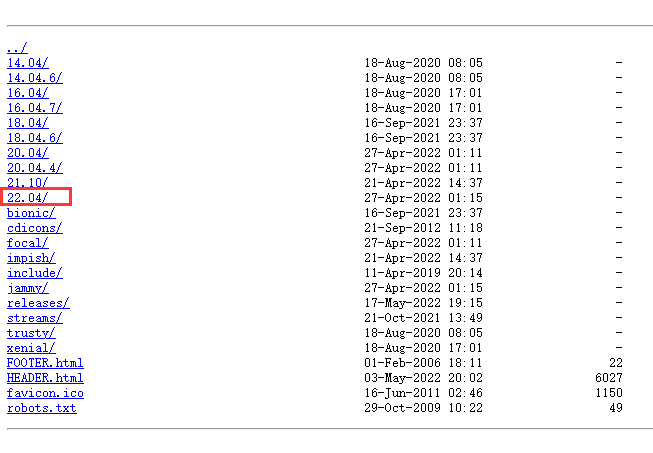 ../
14.04/ 18-Aug-2020 08:05 -
14.04.6/ 18-Aug-2020 08:05 -
16.04/ 18-Aug-2020 17:01 -
16.04.7/ 18-Aug-2020 17:01 -
18.04/ 16-Sep-2021 23:37 -
18.04.6/ 16-Sep-2021 23:37 -
20.04/ 27-Apr-2022 01:11 -
20.04.4/ 27-Apr-2022 01:11 -
21.10/ 21-Apr-2022 14:37 -
22.04/ 27-Apr-2022 01:15 -
bionic/ 16-Sep-2021 23:37 -
cdicons/ 21-Sep-2012 11:18 -
focal/ 27-Apr-2022 01:11 -
impish/ 21-Apr-2022 14:37 -
include/ 11-Apr-2019 20:14 -
jammy/ 27-Apr-2022 01:15 -
releases/ 17-May-2022 19:15 -
streams/ 21-Oct-2021 13:49 -
trusty/ 18-Aug-2020 08:05 -
xenial/ 18-Aug-2020 17:01 -
FOOTER.html 01-Feb-2006 18:11 22
HEADER.html 03-May-2022 20:02 6027
favicon.ico 16-Jun-2011 02:46 1150
robots.txt 29-Oct-2009 10:22 49